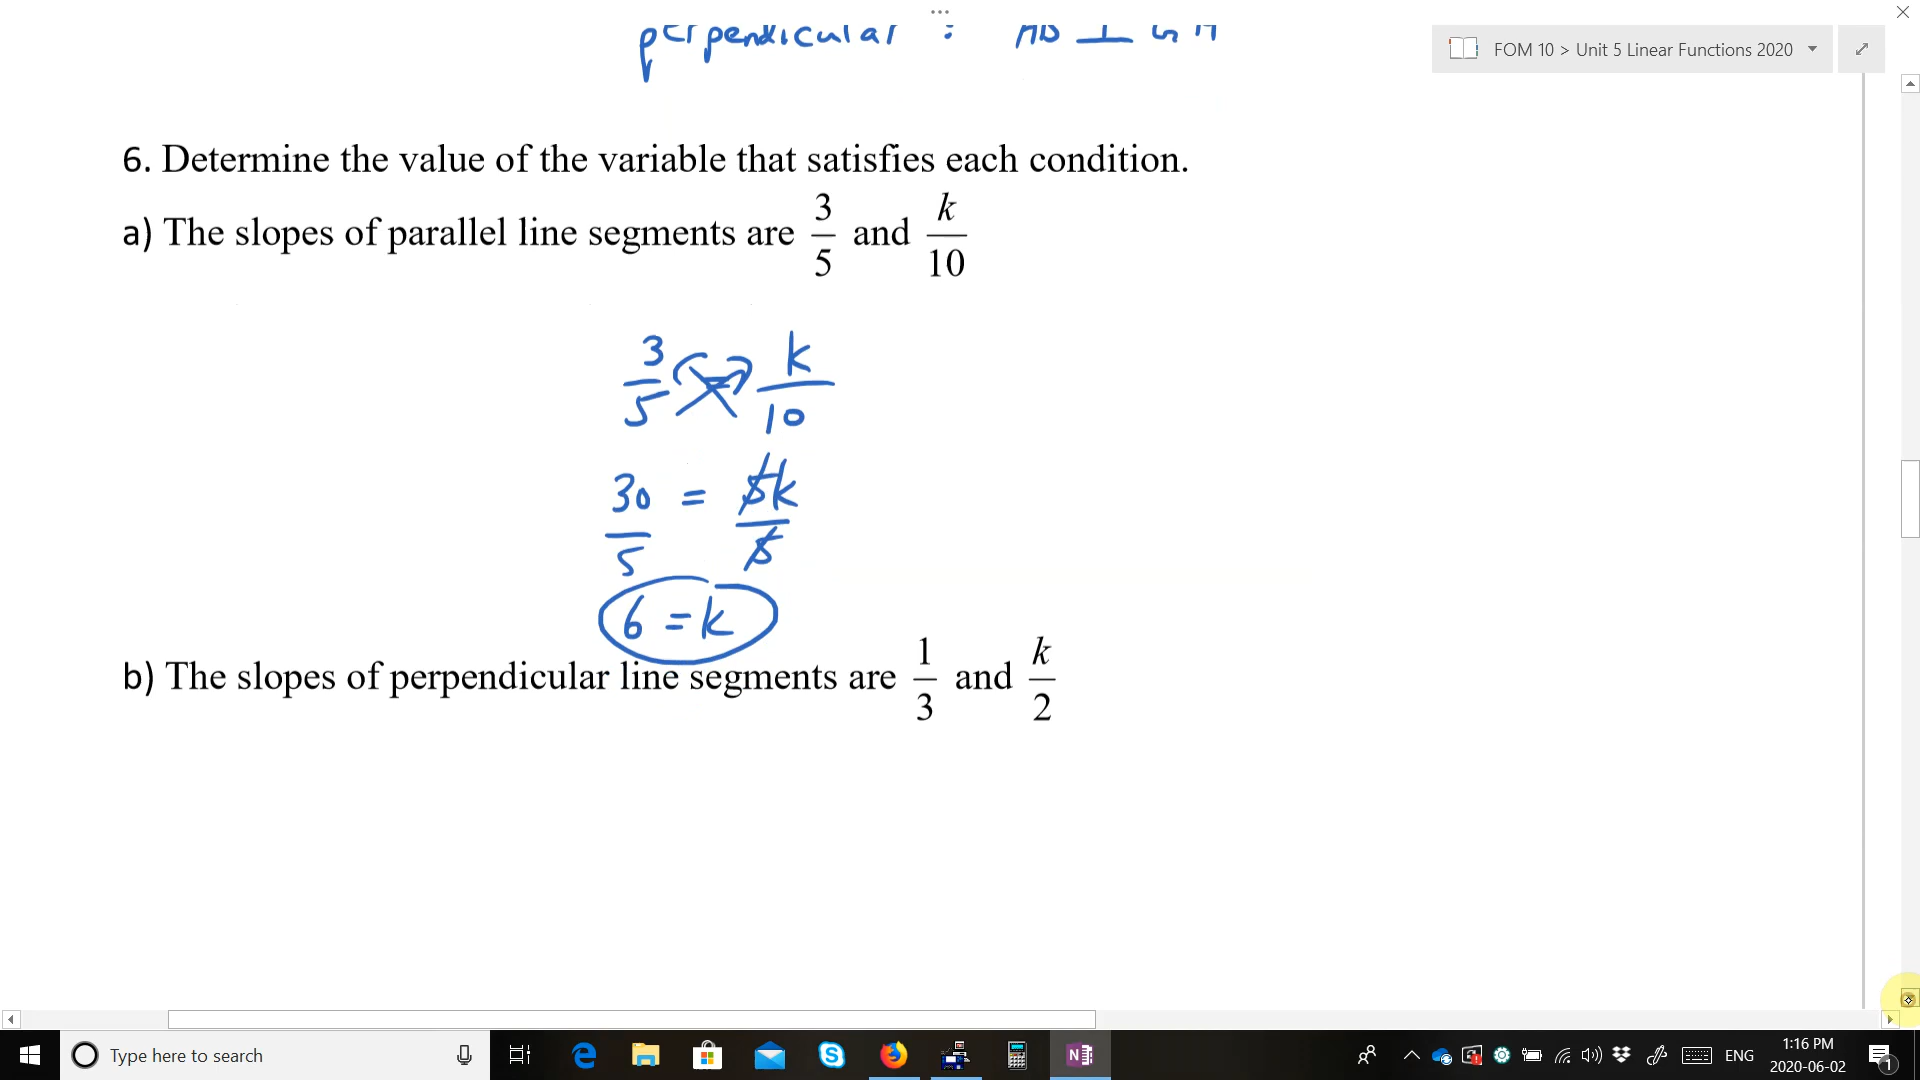 perpendicular :
FOM 10 > Unit 5 Linear Functions 2020
6. Determine the value of the variable that satisfies each condition.
a) The slopes of parallel line segments are 3/5 and k/10
3/5 = k/10
30/5 = 5k/5
6 = k
b) The slopes of perpendicular line segments are 1/3 and k/2
Type here to search
ENG
1:16 PM
2020-06-02
1